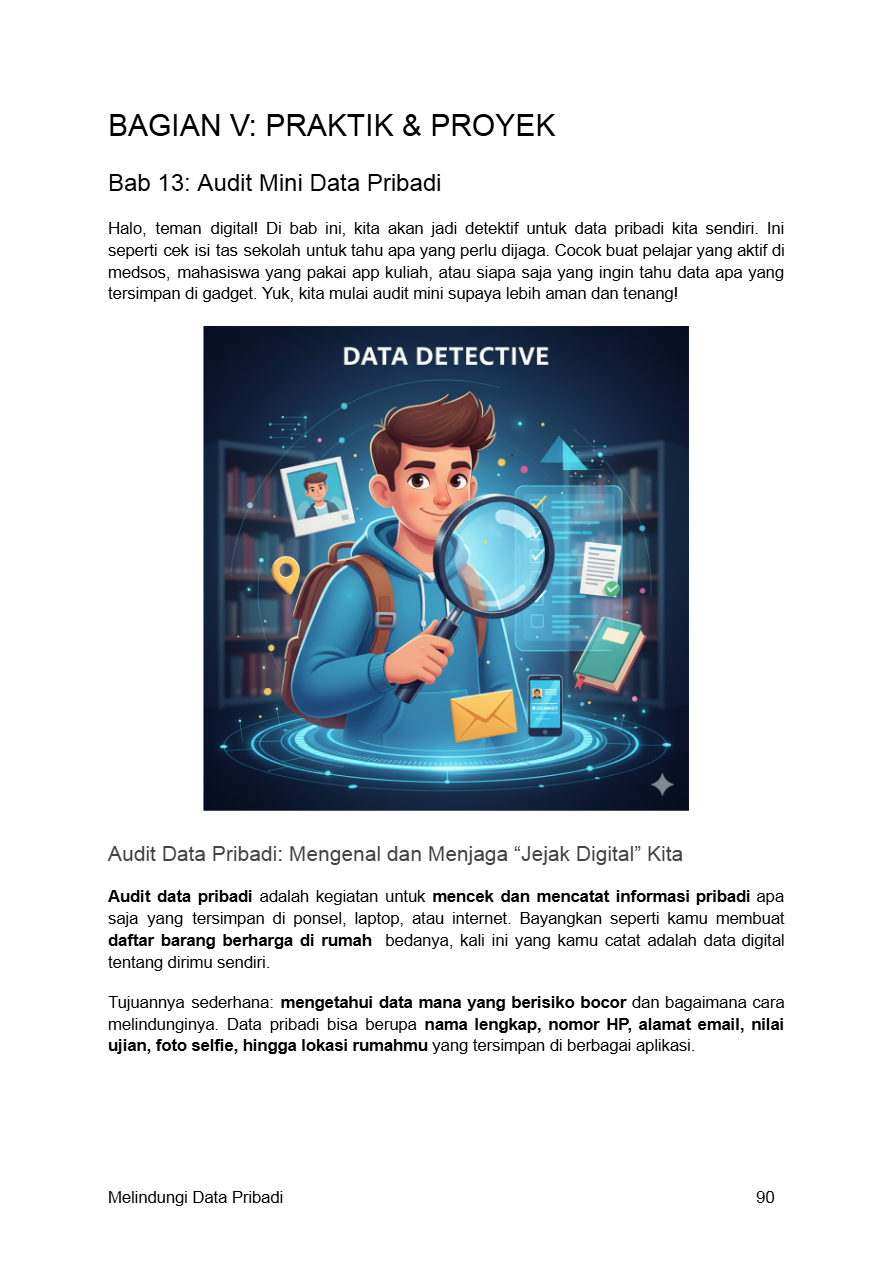 BAGIAN V: PRAKTIK & PROYEK
Bab 13: Audit Mini Data Pribadi
Halo, teman digital! Di bab ini, kita akan jadi detektif untuk data pribadi kita sendiri. Ini
seperti cek isi tas sekolah untuk tahu apa yang perlu dijaga. Cocok buat pelajar yang aktif di
medsos, mahasiswa yang pakai app kuliah, atau siapa saja yang ingin tahu data apa yang
tersimpan di gadget. Yuk, kita mulai audit mini supaya lebih aman dan tenang!
DATA DETECTIVE
Audit Data Pribadi: Mengenal dan Menjaga “Jejak Digital” Kita
Audit data pribadi adalah kegiatan untuk mencek dan mencatat informasi pribadi apa
saja yang tersimpan di ponsel, laptop, atau internet. Bayangkan seperti kamu membuat
daftar barang berharga di rumah bedanya, kali ini yang kamu catat adalah data digital
tentang dirimu sendiri.
Tujuannya sederhana: mengetahui data mana yang berisiko bocor dan bagaimana cara
melindunginya. Data pribadi bisa berupa nama lengkap, nomor HP, alamat email, nilai
ujian, foto selfie, hingga lokasi rumahmu yang tersimpan di berbagai aplikasi.
Melindungi Data Pribadi 90